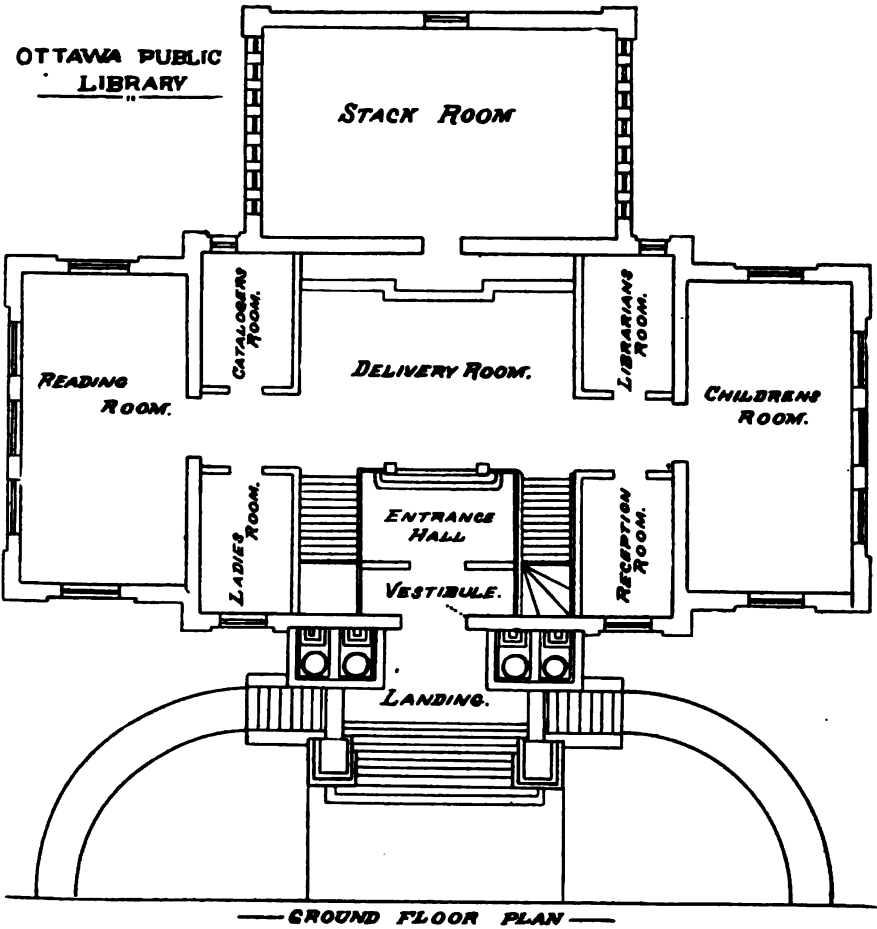 OTTAWA PUBLIC
LIBRARY
STACK ROOM
CATALOGERS
ROOM.
LIBRARIANS
ROOM.
READING
ROOM.
DELIVERY ROOM.
CHILDRENS
ROOM.
LADIES
ROOM.
ENTRANCE
HALL
RECEPTION
ROOM.
VESTIBULE.
LANDING.
GROUND FLOOR PLAN